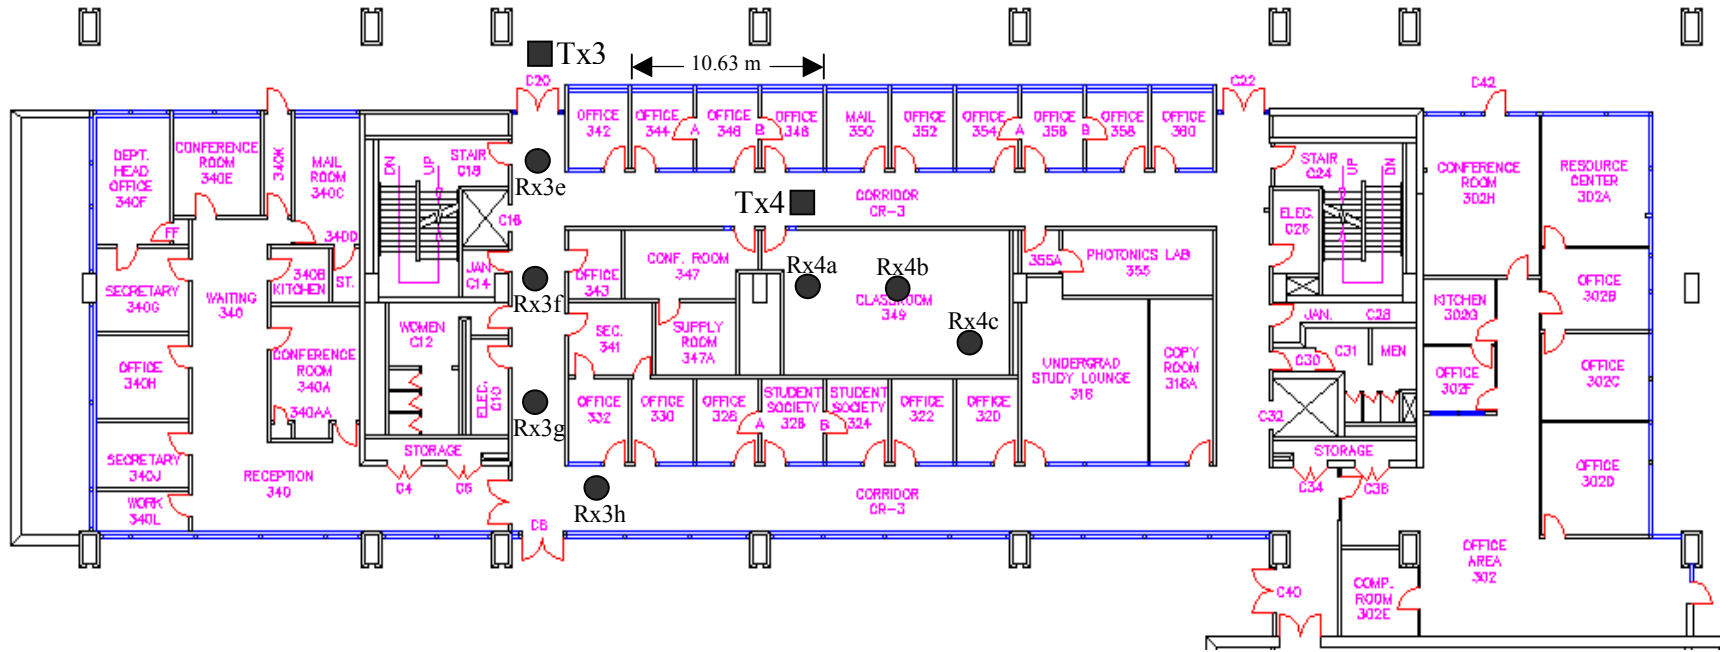 Tx3
10.63 m
C20
C22
C42
OFFICE
342
OFFICE
344
A
OFFICE
346
B
OFFICE
348
MAIL
350
OFFICE
352
OFFICE
354
A
OFFICE
356
B
OFFICE
358
OFFICE
360
DEPT.
HEAD
OFFICE
340F
CONFERENCE
ROOM
340E
340K
MAIL
ROOM
340C
DN
UP
STAIR
C18
Rx3e
Tx4
CORRIDOR
CR-3
STAIR
C24
UP
DN
CONFERENCE
ROOM
302H
RESOURCE
CENTER
302A
FF
340D
C16
ELEC.
C26
SECRETARY
340G
WAITING
340
340B
KITCHEN
ST.
JAN.
C14
Rx3f
OFFICE
343
CONF. ROOM
347
Rx4a
Rx4b
CLASSROOM
349
355A
PHOTONICS LAB
355
OFFICE
302B
KITCHEN
302G
JAN.
C28
WOMEN
C12
SEC.
341
SUPPLY
ROOM
347A
Rx4c
C30
C31
MEN
OFFICE
340H
CONFERENCE
ROOM
340A
340AA
UNDERGRAD
STUDY LOUNGE
316
COPY
ROOM
318A
OFFICE
302F
OFFICE
302C
ELEC.
C10
Rx3g
OFFICE
332
OFFICE
330
OFFICE
326
A
STUDENT
SOCIETY
328
B
STUDENT
SOCIETY
324
OFFICE
322
OFFICE
320
C32
SECRETARY
340J
RECEPTION
340
STORAGE
C4
C6
STORAGE
C34
C36
OFFICE
302D
WORK
340L
Rx3h
CORRIDOR
CR-3
C8
OFFICE
AREA
302
C40
COMP.
ROOM
302E